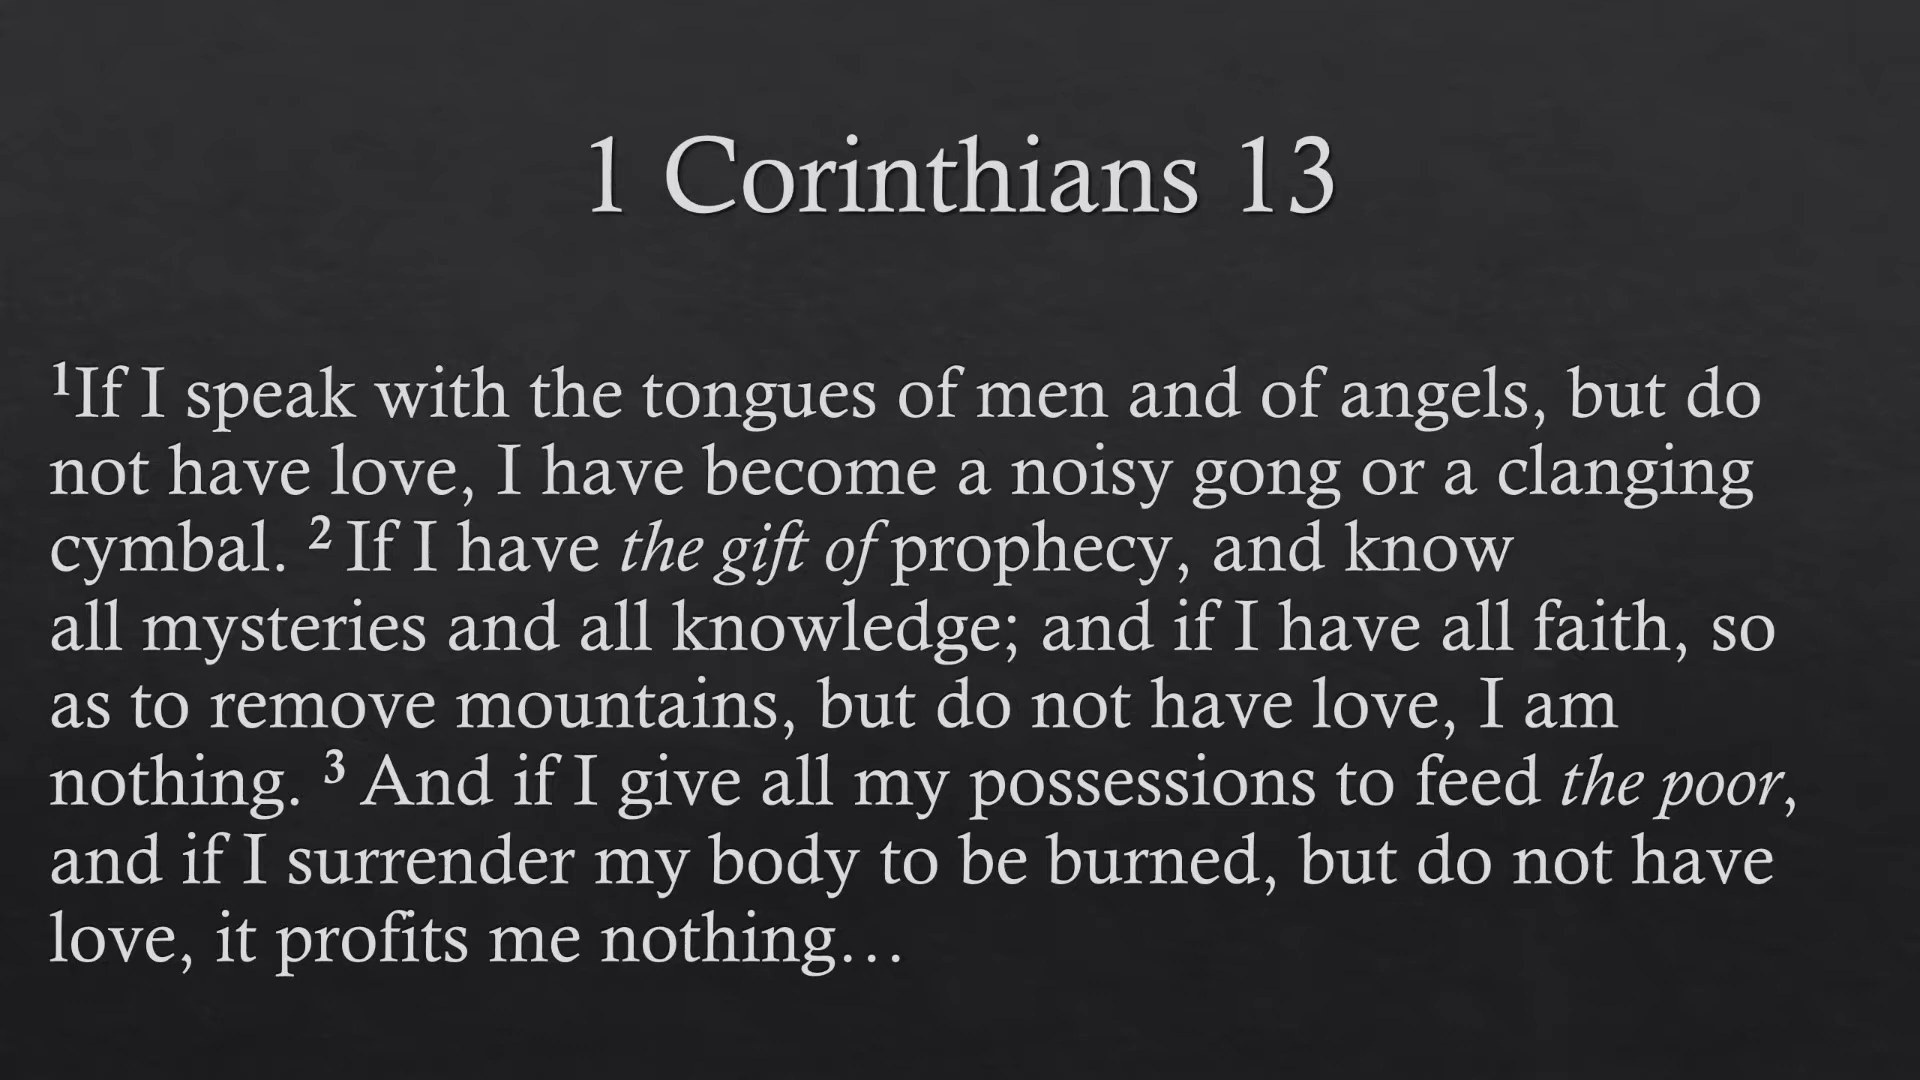 1 Corinthians 13
¹If I speak with the tongues of men and of angels, but do
not have love, I have become a noisy gong or a clanging
cymbal. ² If I have the gift of prophecy, and know
all mysteries and all knowledge; and if I have all faith, so
as to remove mountains, but do not have love, I am
nothing. ³ And if I give all my possessions to feed the poor,
and if I surrender my body to be burned, but do not have
love, it profits me nothing…